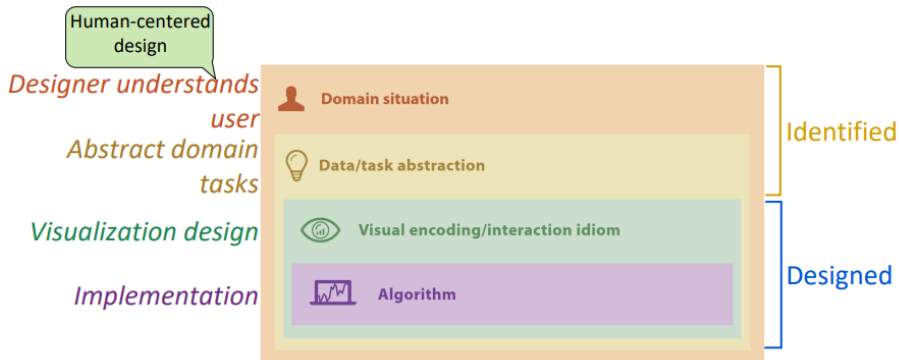 Human-centered
design
Designer understands
user
Domain situation
Identified
Abstract domain
tasks
Data/task abstraction
Visualization design
Visual encoding/interaction idiom
Designed
Implementation
Algorithm